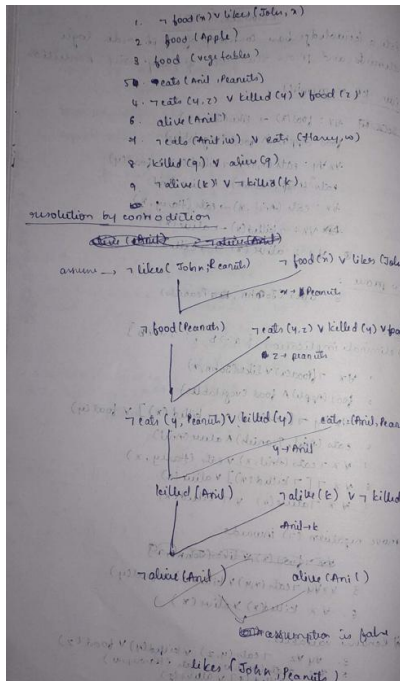 1. ¬ food(x) ∨ likes(John, x)
2. food (Apple)
3. food (vegetables)
5. eats (Anil, Peanuts)
4. ¬ eats (y, z) ∨ killed(y) ∨ food(z)
6. alive(Anil)
7. ¬ eats(Anil, w) ∨ eats (Harry, w)
8. killed(g) ∨ alive(g)
9. ¬ alive(k) ∨ ¬ killed(k)
resolution by contradiction
assume → ¬ likes(John, Peanuts) ¬ food(x) ∨ likes(John
x → Peanuts
¬ food(Peanuts) ¬ eats (y, z) ∨ killed(y) ∨
z → peanuts
¬ eats (y, Peanuts) ∨ killed(y) eats (Anil,
y → Anil
killed(Anil) ¬ alive(k) ∨ ¬ killed
Anil → k
¬ alive(Anil) alive(Anil)
assumption is false
likes (John, Peanuts)